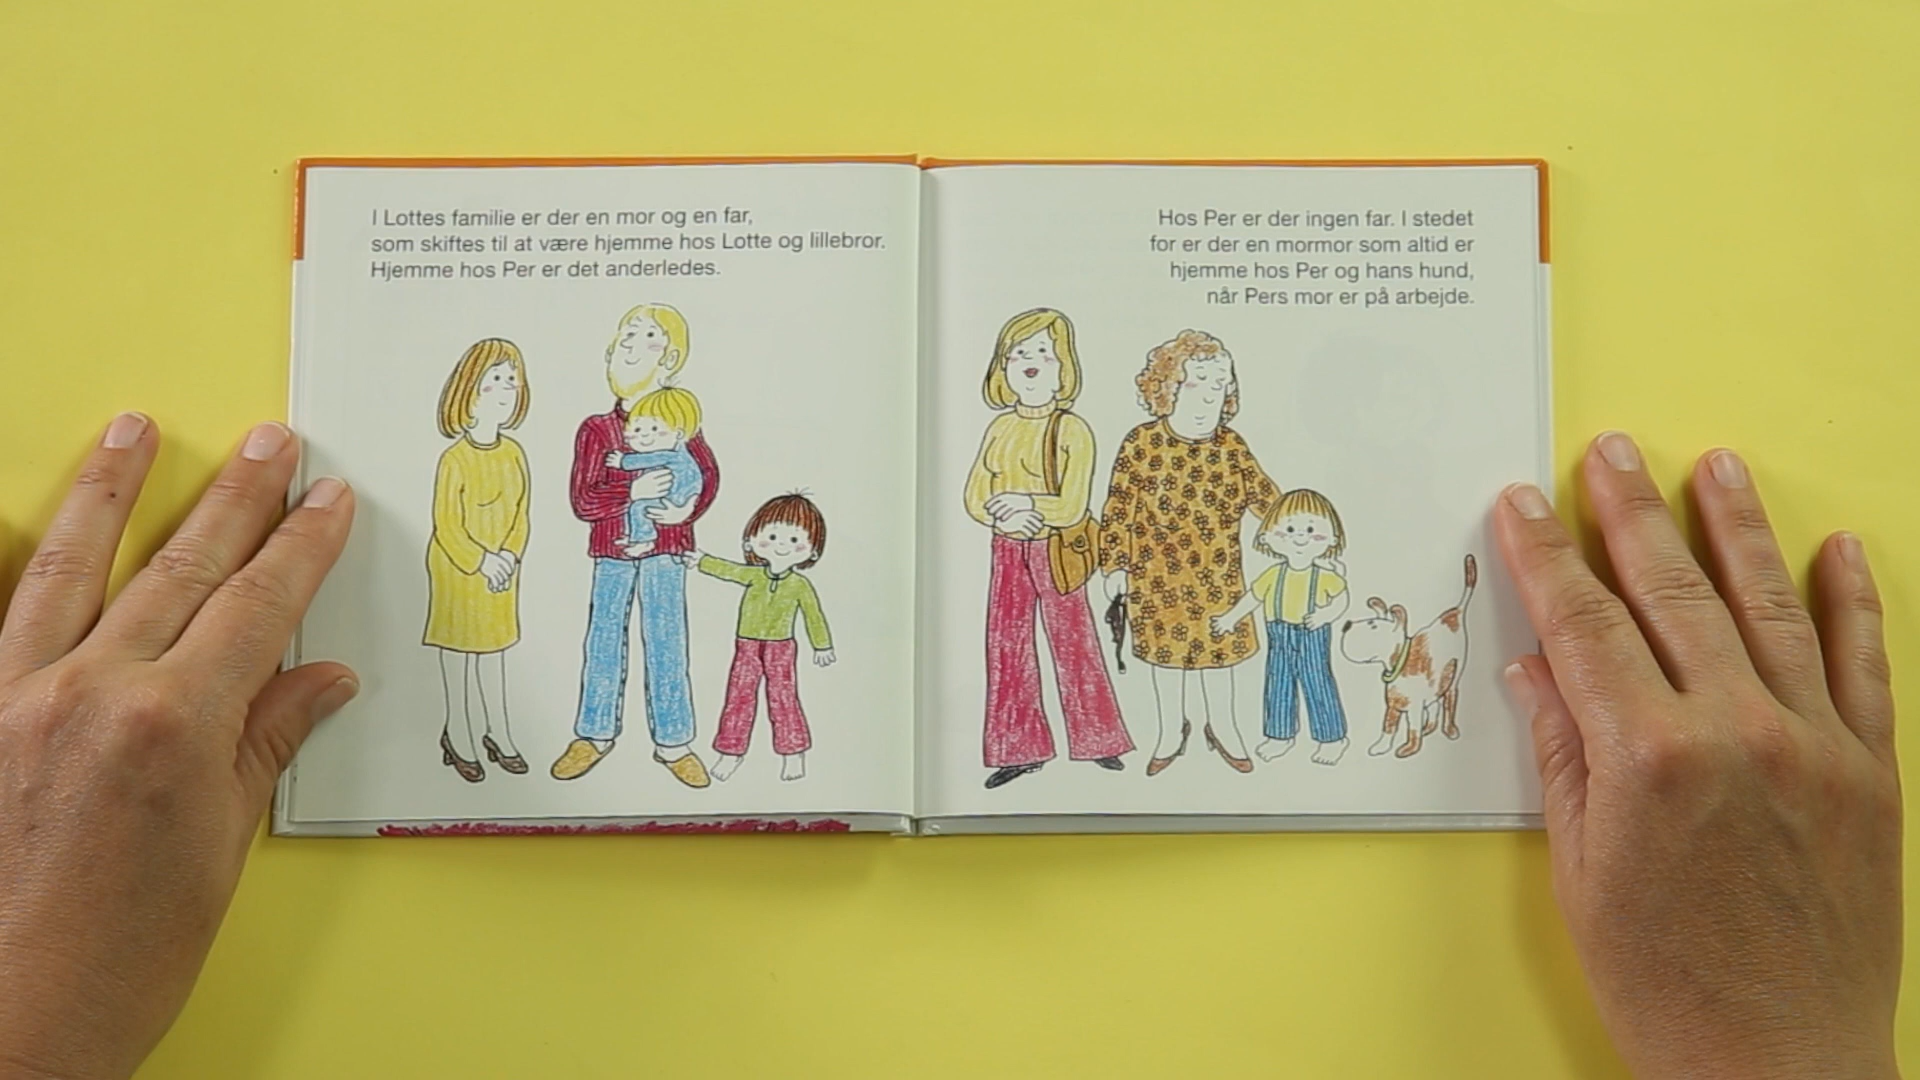 I Lottes familie er der en mor og en far,
som skiftes til at være hjemme hos Lotte og lillebror.
Hjemme hos Per er det anderledes.
Hos Per er der ingen far. I stedet
for er der en mormor som altid er
hjemme hos Per og hans hund,
når Pers mor er på arbejde.